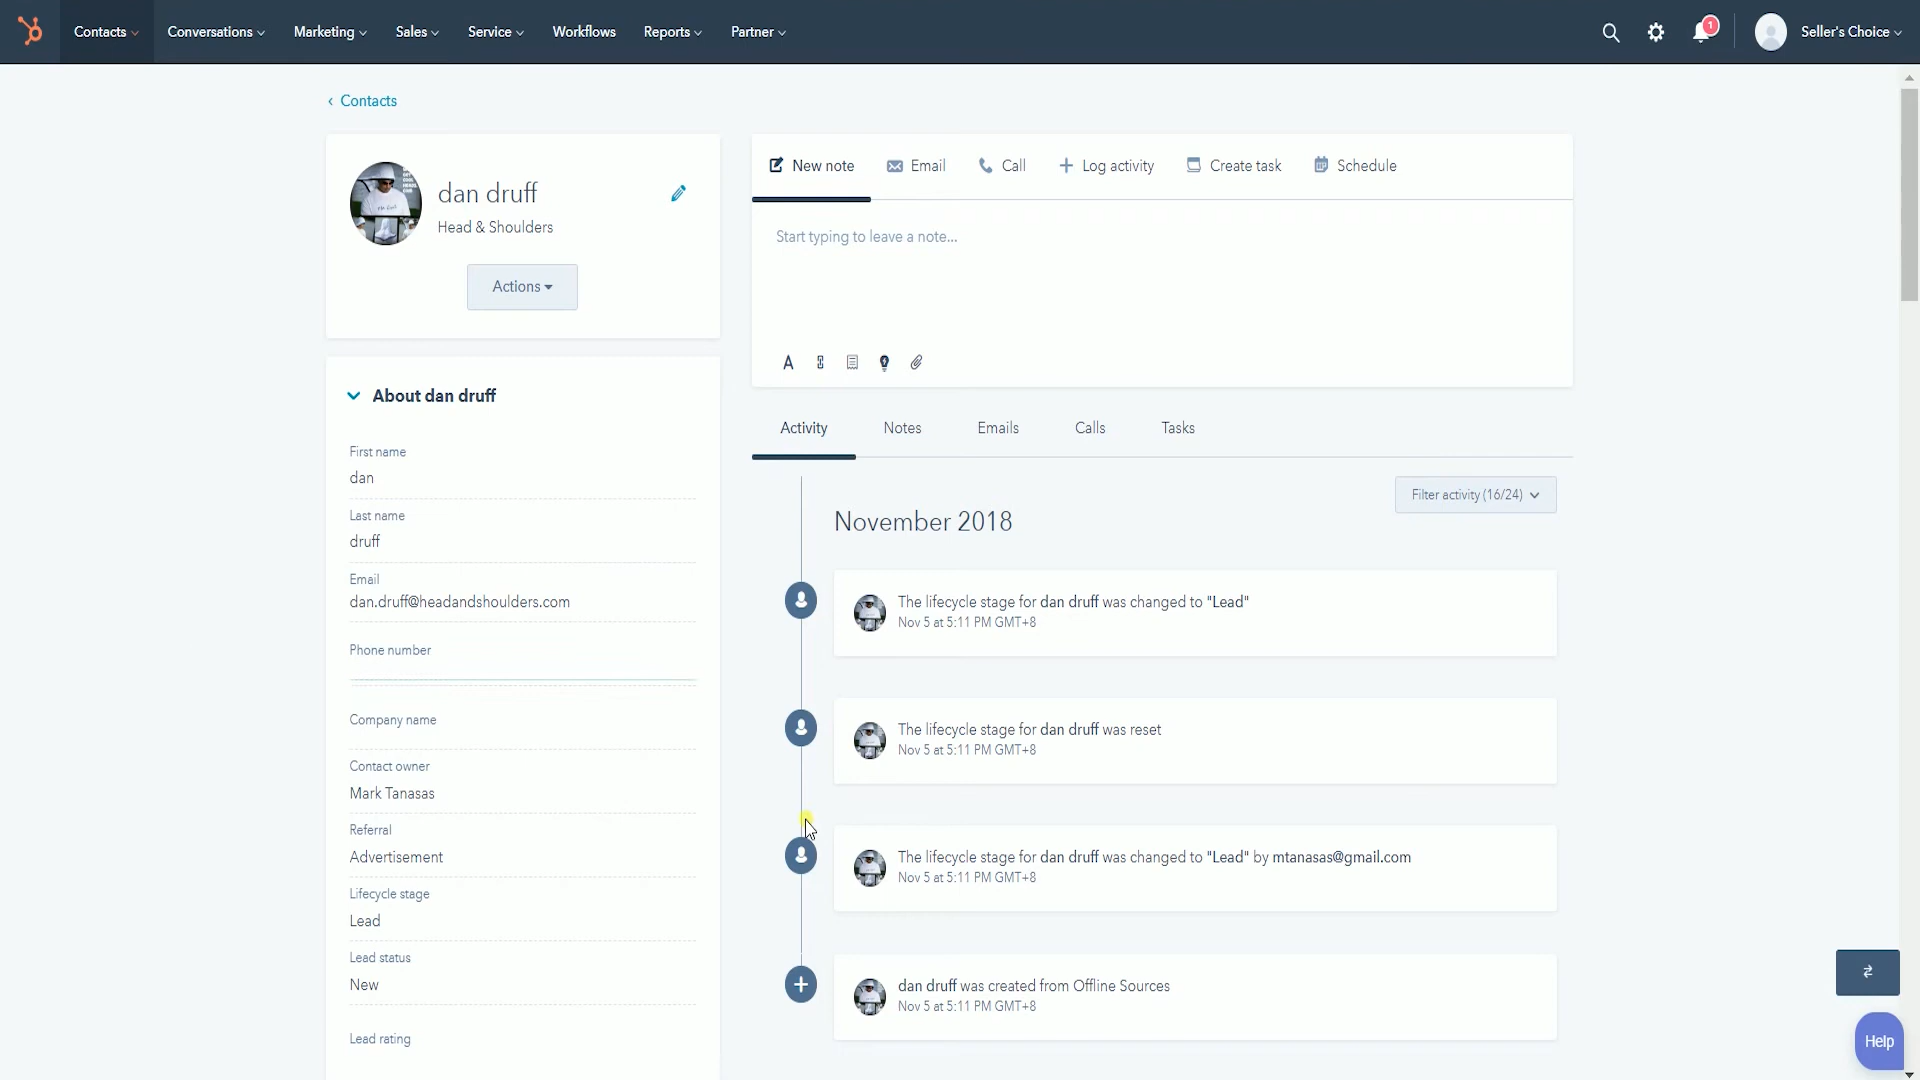 Contacts Conversations Marketing Sales Service Workflows Reports Partner 1 Seller's Choice
‹ Contacts
dan druff
Head & Shoulders
Actions
About dan druff
First name
dan
Last name
druff
Email
dan.druff@headandshoulders.com
Phone number
Company name
Contact owner
Mark Tanasas
Referral
Advertisement
Lifecycle stage
Lead
Lead status
New
Lead rating
New note Email Call Log activity Create task Schedule
Start typing to leave a note...
Activity Notes Emails Calls Tasks
Filter activity (16/24)
November 2018
The lifecycle stage for dan druff was changed to "Lead"
Nov 5 at 5:11 PM GMT+8
The lifecycle stage for dan druff was reset
Nov 5 at 5:11 PM GMT+8
The lifecycle stage for dan druff was changed to "Lead" by mtanasas@gmail.com
Nov 5 at 5:11 PM GMT+8
dan druff was created from Offline Sources
Nov 5 at 5:11 PM GMT+8
Help